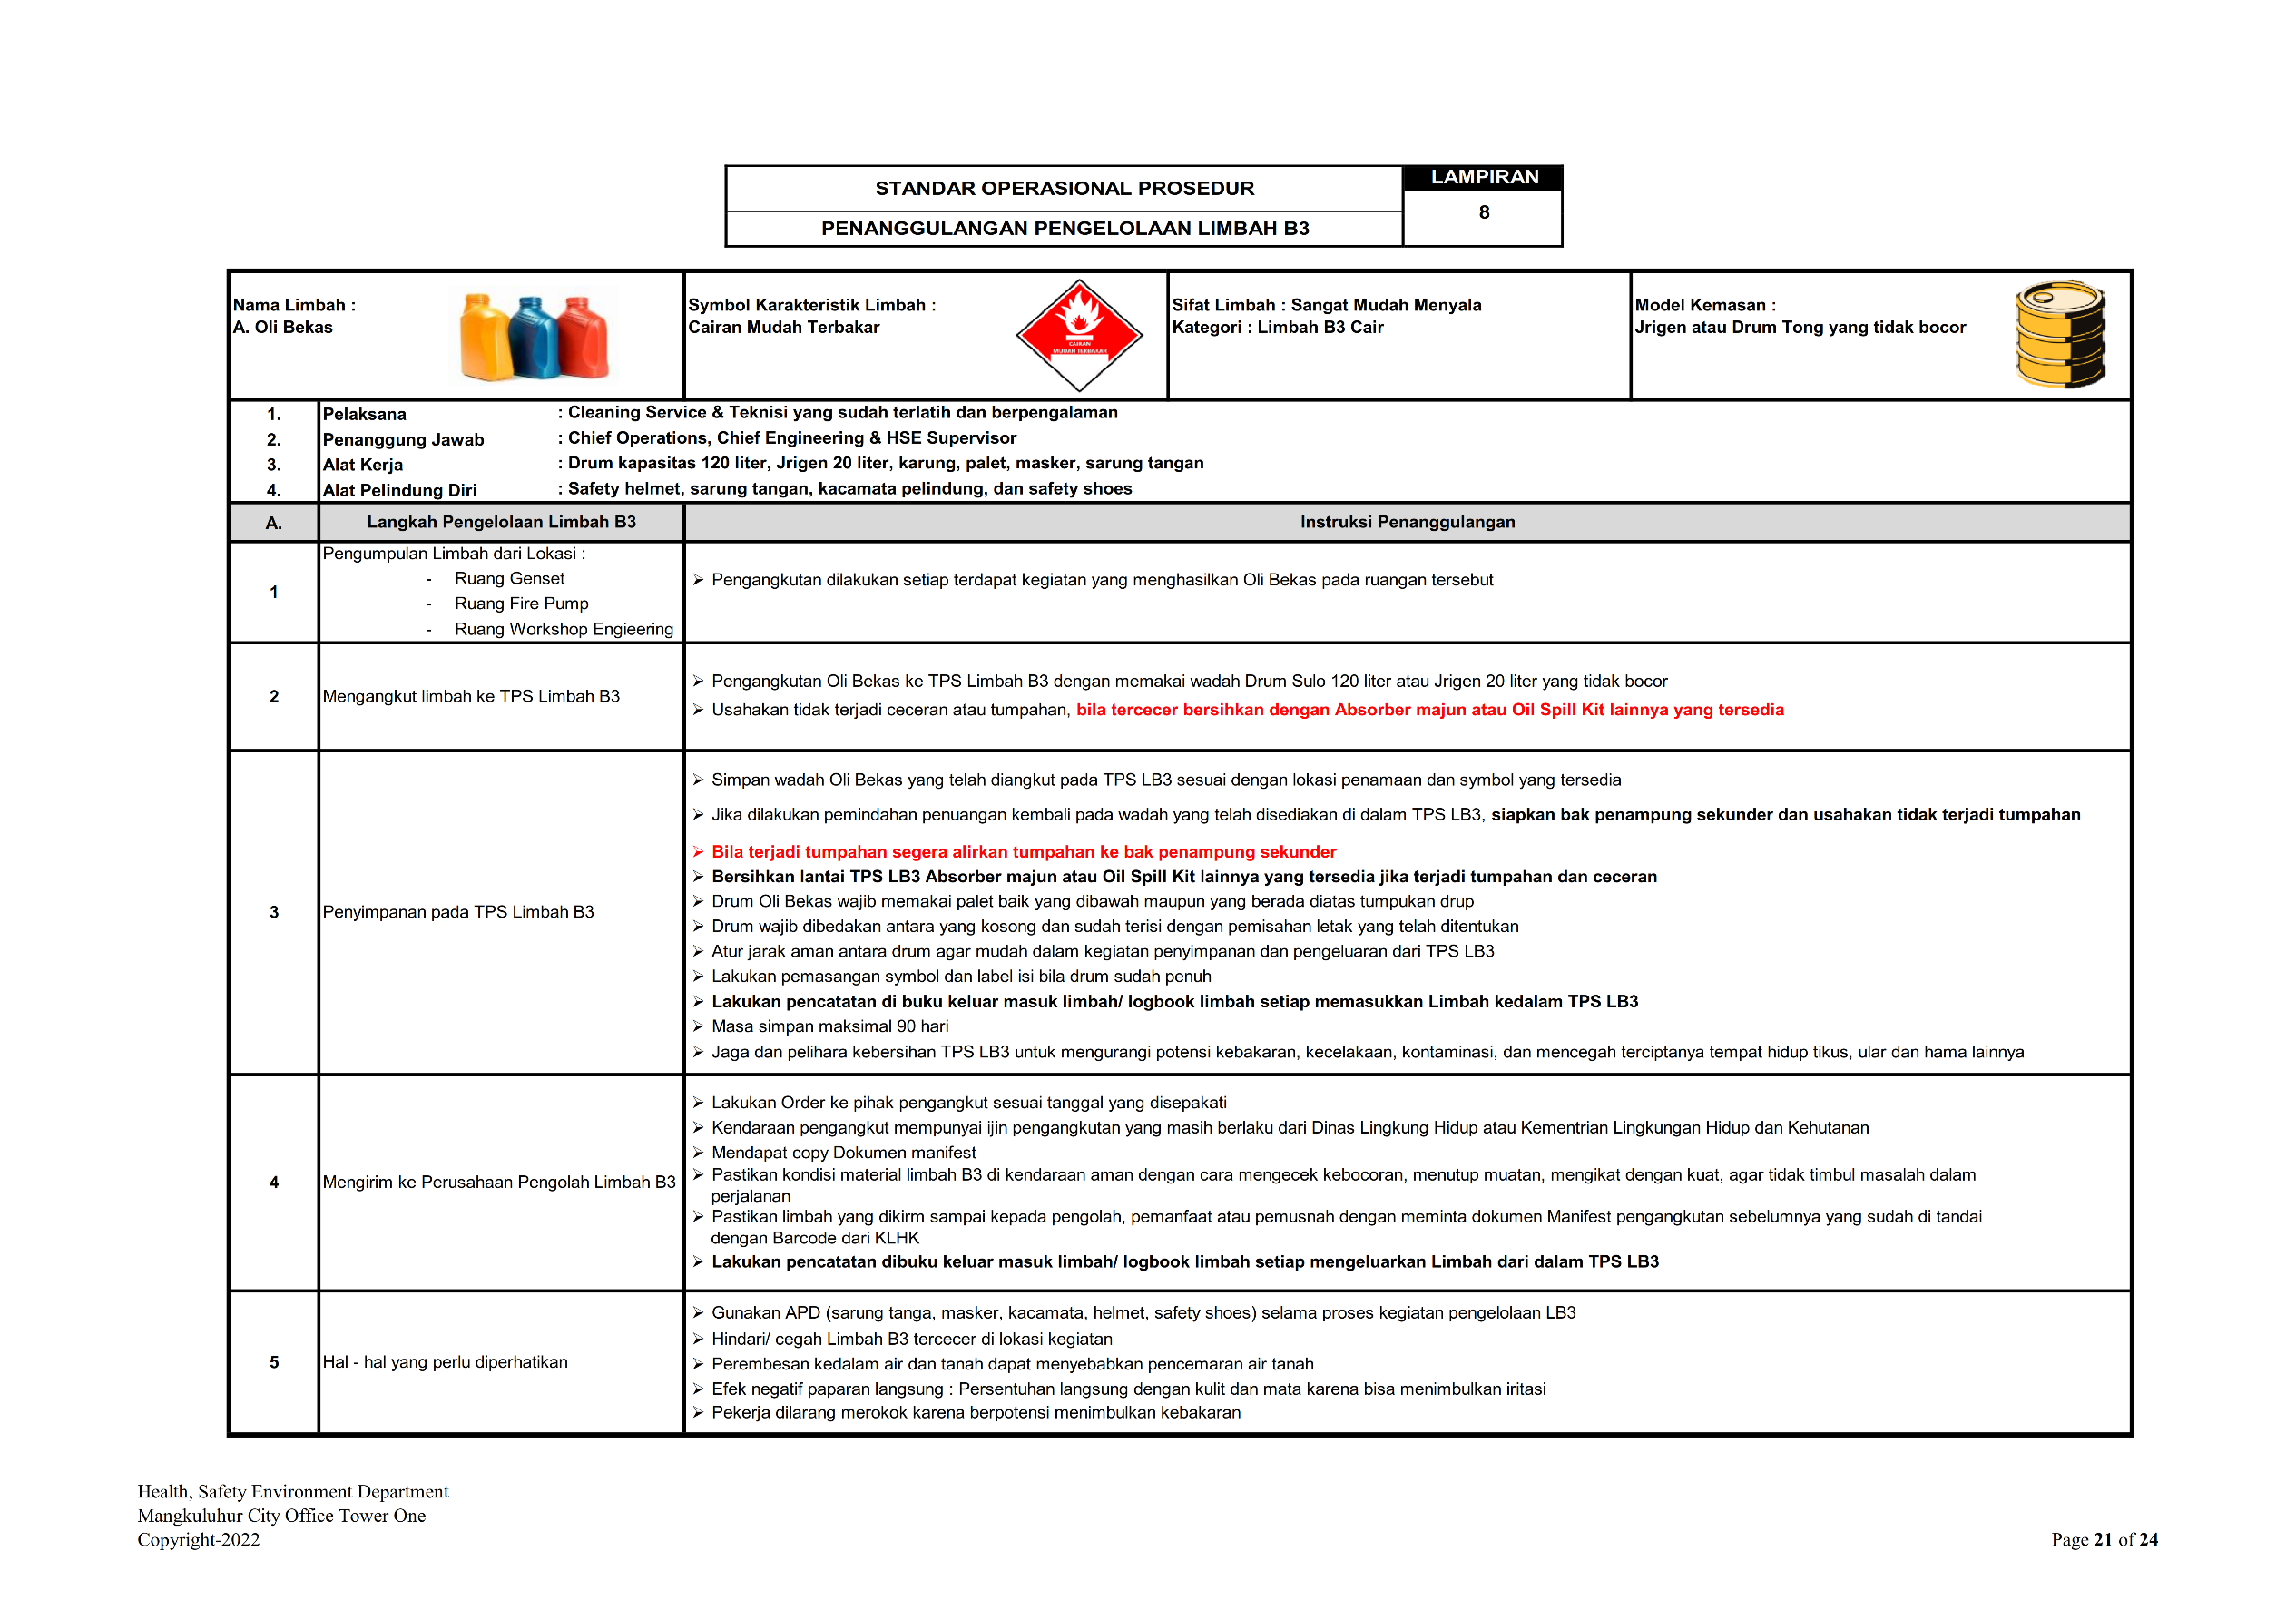 STANDAR OPERASIONAL PROSEDUR
LAMPIRAN
8
PENANGGULANGAN PENGELOLAAN LIMBAH B3
Nama Limbah :
A. Oli Bekas
Symbol Karakteristik Limbah :
Cairan Mudah Terbakar
CAIRAN
MUDAH TERBAKAR
Sifat Limbah : Sangat Mudah Menyala
Kategori : Limbah B3 Cair
Model Kemasan :
Jrigen atau Drum Tong yang tidak bocor
1. Pelaksana : Cleaning Service & Teknisi yang sudah terlatih dan berpengalaman
2. Penanggung Jawab : Chief Operations, Chief Engineering & HSE Supervisor
3. Alat Kerja : Drum kapasitas 120 liter, Jrigen 20 liter, karung, palet, masker, sarung tangan
4. Alat Pelindung Diri : Safety helmet, sarung tangan, kacamata pelindung, dan safety shoes
A. Langkah Pengelolaan Limbah B3 Instruksi Penanggulangan
1
Pengumpulan Limbah dari Lokasi :
- Ruang Genset
- Ruang Fire Pump
- Ruang Workshop Engieering
➢ Pengangkutan dilakukan setiap terdapat kegiatan yang menghasilkan Oli Bekas pada ruangan tersebut
2 Mengangkut limbah ke TPS Limbah B3
➢ Pengangkutan Oli Bekas ke TPS Limbah B3 dengan memakai wadah Drum Sulo 120 liter atau Jrigen 20 liter yang tidak bocor
➢ Usahakan tidak terjadi ceceran atau tumpahan, bila tercecer bersihkan dengan Absorber majun atau Oil Spill Kit lainnya yang tersedia
3 Penyimpanan pada TPS Limbah B3
➢ Simpan wadah Oli Bekas yang telah diangkut pada TPS LB3 sesuai dengan lokasi penamaan dan symbol yang tersedia
➢ Jika dilakukan pemindahan penuangan kembali pada wadah yang telah disediakan di dalam TPS LB3, siapkan bak penampung sekunder dan usahakan tidak terjadi tumpahan
➢ Bila terjadi tumpahan segera alirkan tumpahan ke bak penampung sekunder
➢ Bersihkan lantai TPS LB3 Absorber majun atau Oil Spill Kit lainnya yang tersedia jika terjadi tumpahan dan ceceran
➢ Drum Oli Bekas wajib memakai palet baik yang dibawah maupun yang berada diatas tumpukan drup
➢ Drum wajib dibedakan antara yang kosong dan sudah terisi dengan pemisahan letak yang telah ditentukan
➢ Atur jarak aman antara drum agar mudah dalam kegiatan penyimpanan dan pengeluaran dari TPS LB3
➢ Lakukan pemasangan symbol dan label isi bila drum sudah penuh
➢ Lakukan pencatatan di buku keluar masuk limbah/ logbook limbah setiap memasukkan Limbah kedalam TPS LB3
➢ Masa simpan maksimal 90 hari
➢ Jaga dan pelihara kebersihan TPS LB3 untuk mengurangi potensi kebakaran, kecelakaan, kontaminasi, dan mencegah terciptanya tempat hidup tikus, ular dan hama lainnya
4 Mengirim ke Perusahaan Pengolah Limbah B3
➢ Lakukan Order ke pihak pengangkut sesuai tanggal yang disepakati
➢ Kendaraan pengangkut mempunyai ijin pengangkutan yang masih berlaku dari Dinas Lingkung Hidup atau Kementrian Lingkungan Hidup dan Kehutanan
➢ Mendapat copy Dokumen manifest
➢ Pastikan kondisi material limbah B3 di kendaraan aman dengan cara mengecek kebocoran, menutup muatan, mengikat dengan kuat, agar tidak timbul masalah dalam
perjalanan
➢ Pastikan limbah yang dikirm sampai kepada pengolah, pemanfaat atau pemusnah dengan meminta dokumen Manifest pengangkutan sebelumnya yang sudah di tandai
dengan Barcode dari KLHK
➢ Lakukan pencatatan dibuku keluar masuk limbah/ logbook limbah setiap mengeluarkan Limbah dari dalam TPS LB3
5 Hal - hal yang perlu diperhatikan
➢ Gunakan APD (sarung tanga, masker, kacamata, helmet, safety shoes) selama proses kegiatan pengelolaan LB3
➢ Hindari/ cegah Limbah B3 tercecer di lokasi kegiatan
➢ Perembesan kedalam air dan tanah dapat menyebabkan pencemaran air tanah
➢ Efek negatif paparan langsung : Persentuhan langsung dengan kulit dan mata karena bisa menimbulkan iritasi
➢ Pekerja dilarang merokok karena berpotensi menimbulkan kebakaran
Health, Safety Environment Department
Mangkuluhur City Office Tower One
Copyright-2022
Page 21 of 24